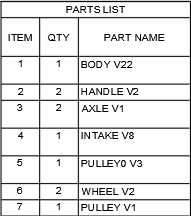 PARTS LIST
ITEM QTY PART NAME
1 1 BODY V22
2 2 HANDLE V2
3 2 AXLE V1
4 1 INTAKE V8
5 1 PULLEY0 V3
6 2 WHEEL V2
7 1 PULLEY V1